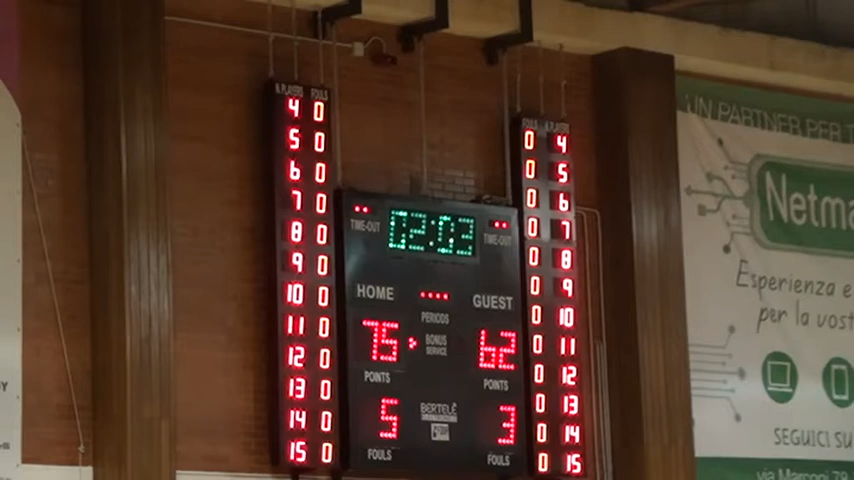 N. PLAYERS FOULS
4 0
5 0
6 0
7 0
8 0
9 0
10 0
11 0
12 0
13 0
14 0
15 0
02:03
TIME-OUT
TIME-OUT
HOME
GUEST
PERIODS
75
BONUS
SERVICE
62
POINTS
POINTS
5
BERTELÈ
3
FOULS
FOULS
FOULS N. PLAYERS
0 4
0 5
0 6
0 7
0 8
0 9
0 10
0 11
0 12
0 13
0 14
0 15
UN PARTNER PER T
Netma
Esperienza e
per la vost
SEGUICI SU
via Marconi 79